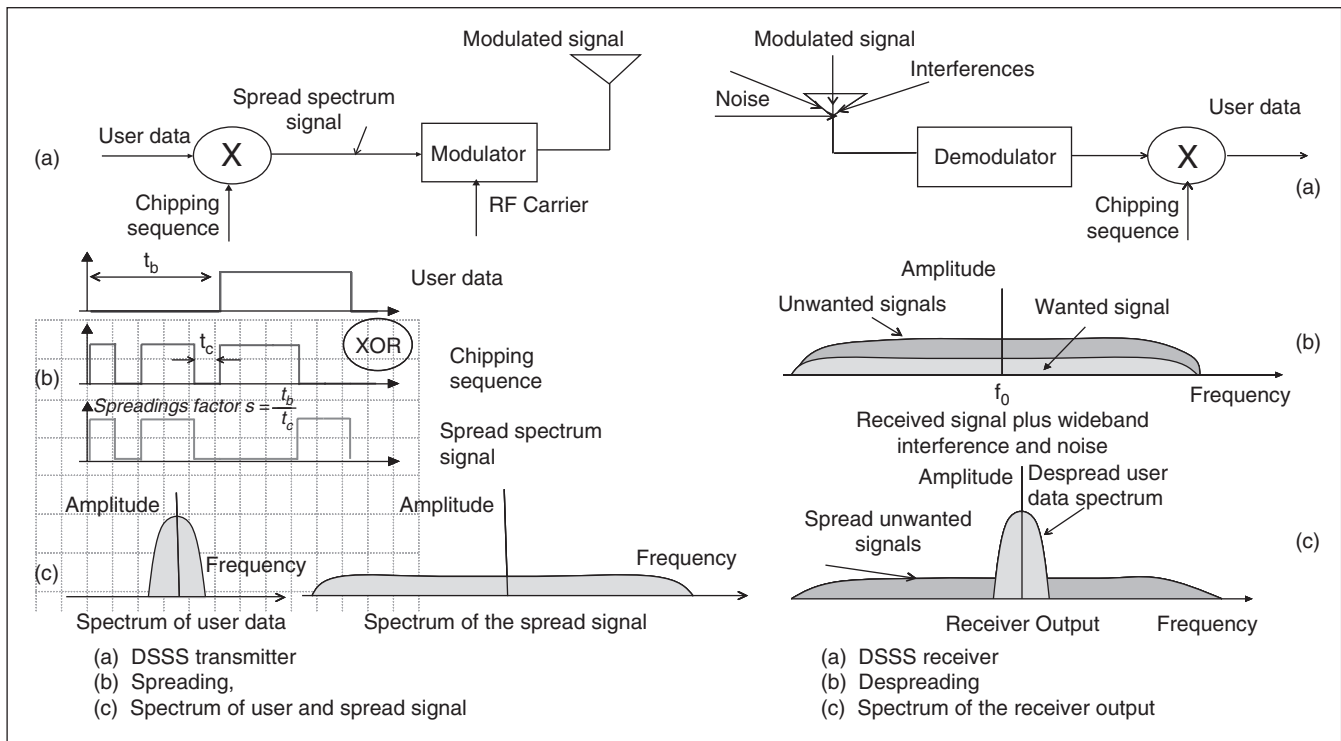 Modulated signal
Spread spectrum
signal
User data
(a)
X
Modulator
Chipping
sequence
RF Carrier
t_b
User data
XOR
t_c
Chipping
sequence
(b)
Spreadings factor s = t_b / t_c
Spread spectrum
signal
Amplitude
Amplitude
Frequency
Frequency
(c)
Spectrum of user data
Spectrum of the spread signal
(a) DSSS transmitter
(b) Spreading,
(c) Spectrum of user and spread signal
Modulated signal
Interferences
Noise
User data
Demodulator
X
(a)
Chipping
sequence
Amplitude
Unwanted signals
Wanted signal
(b)
f_0
Frequency
Received signal plus wideband
interference and noise
Amplitude
Despread user
data spectrum
Spread unwanted
signals
(c)
Receiver Output
Frequency
(a) DSSS receiver
(b) Despreading
(c) Spectrum of the receiver output